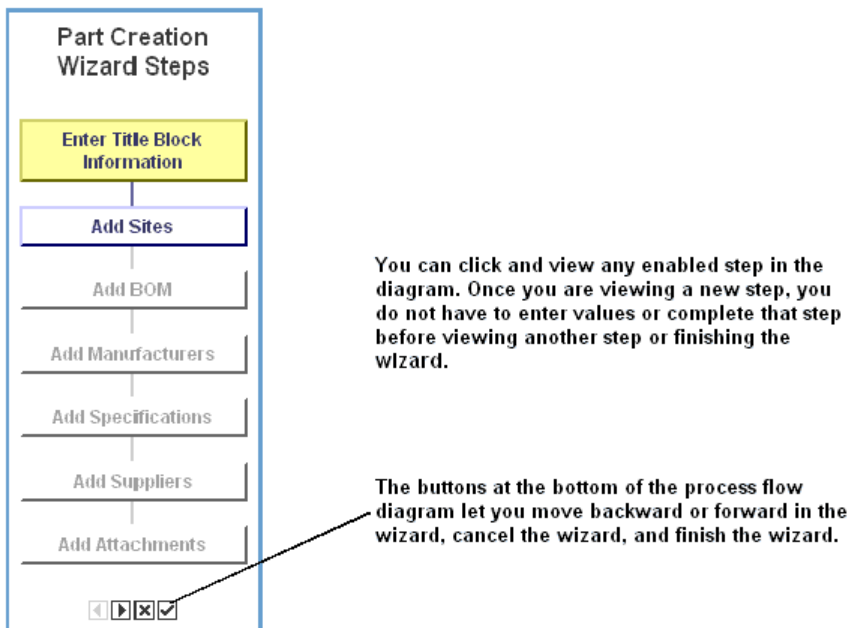 Part Creation
Wizard Steps
Enter Title Block
Information
Add Sites
Add BOM
Add Manufacturers
Add Specifications
Add Suppliers
Add Attachments
You can click and view any enabled step in the
diagram. Once you are viewing a new step, you
do not have to enter values or complete that step
before viewing another step or finishing the
wizard.
The buttons at the bottom of the process flow
diagram let you move backward or forward in the
wizard, cancel the wizard, and finish the wizard.